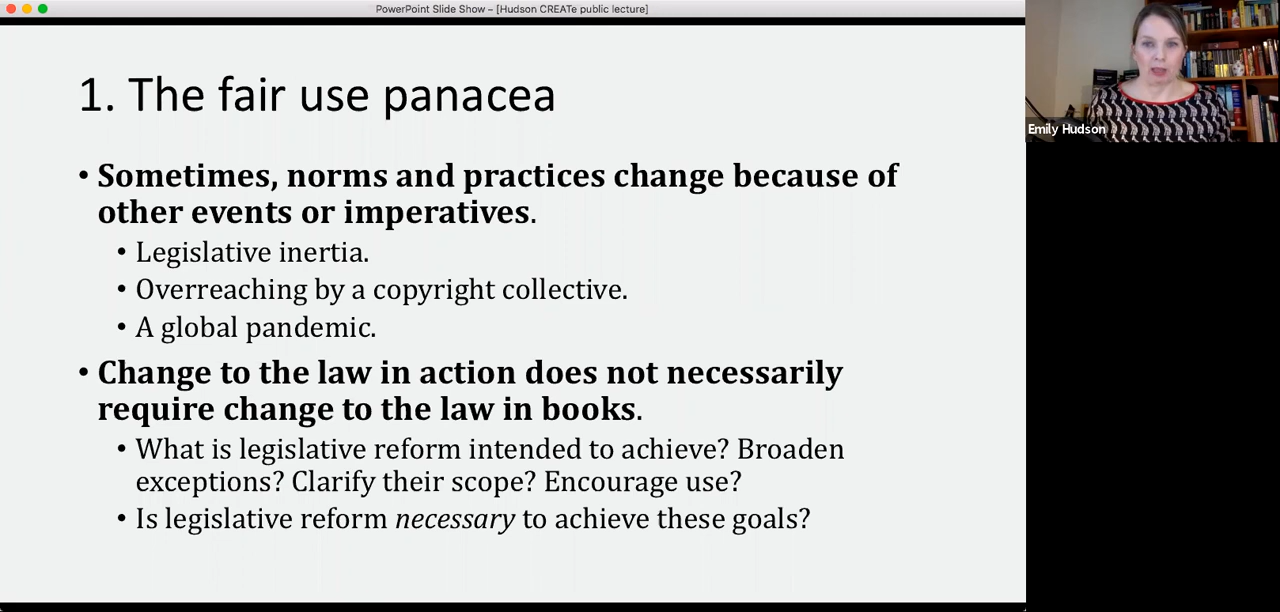 PowerPoint Slide Show – [Hudson CREATe public lecture]
1. The fair use panacea
• Sometimes, norms and practices change because of
other events or imperatives.
• Legislative inertia.
• Overreaching by a copyright collective.
• A global pandemic.
• Change to the law in action does not necessarily
require change to the law in books.
• What is legislative reform intended to achieve? Broaden
exceptions? Clarify their scope? Encourage use?
• Is legislative reform necessary to achieve these goals?
Emily Hudson